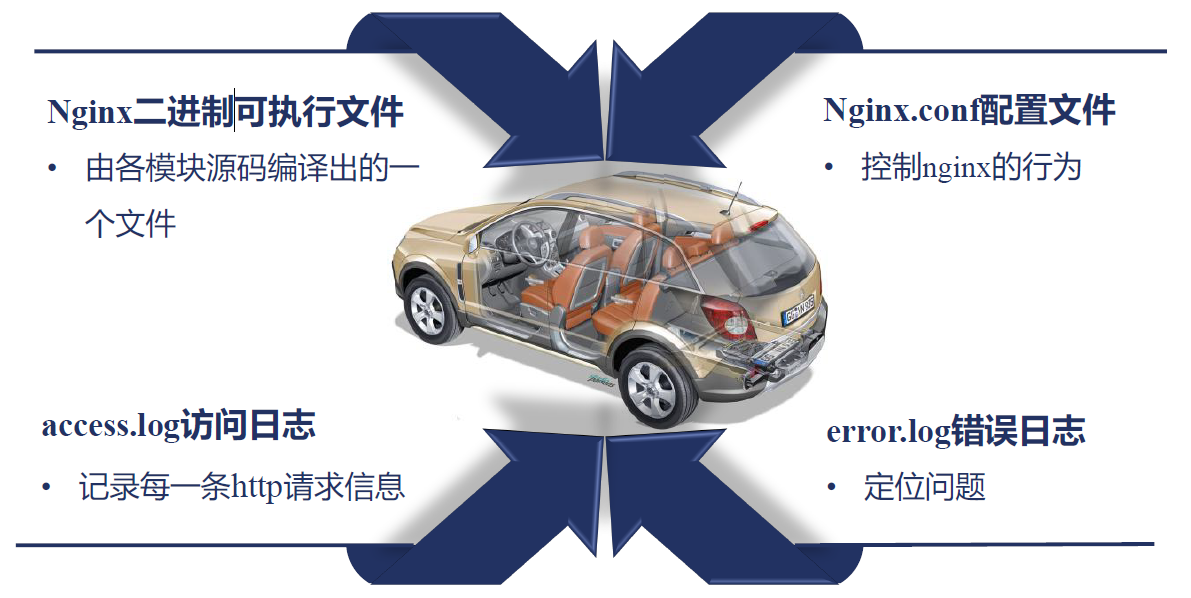 Nginx二进制可执行文件
• 由各模块源码编译出的一
个文件
Nginx.conf配置文件
• 控制nginx的行为
access.log访问日志
• 记录每一条http请求信息
error.log错误日志
• 定位问题